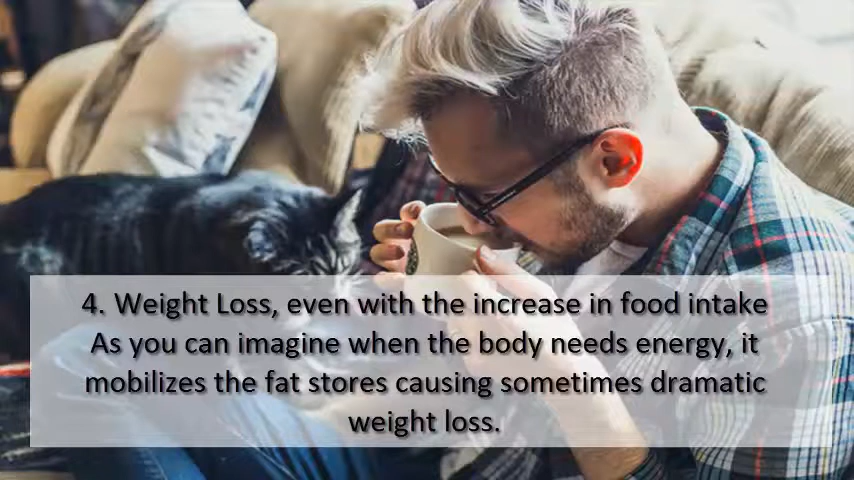 4. Weight Loss, even with the increase in food intake
As you can imagine when the body needs energy, it
mobilizes the fat stores causing sometimes dramatic
weight loss.